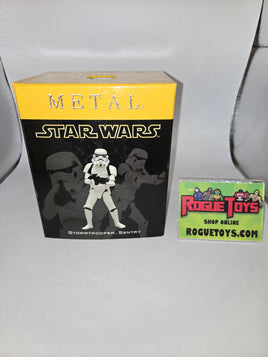 METAL
STAR WARS
STORMTROOPER SENTRY
ROGUE TOYS
SHOP ONLINE
ROGUETOYS.COM